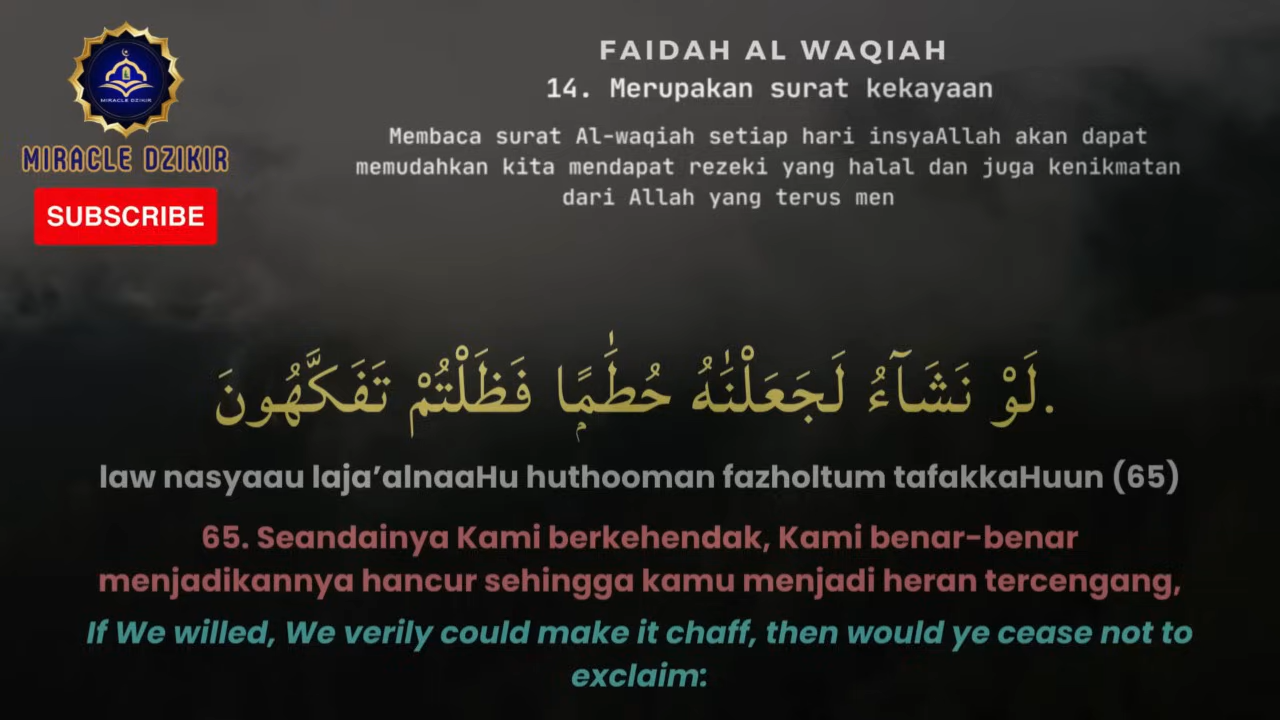 MIRACLE DZIKIR
MIRACLE DZIKIR
SUBSCRIBE
FAIDAH AL WAQIAH
14. Merupakan surat kekayaan
Membaca surat Al-waqiah setiap hari insyaAllah akan dapat
memudahkan kita mendapat rezeki yang halal dan juga kenikmatan
dari Allah yang terus men
لَوْ نَشَآءُ لَجَعَلْنَٰهُ حُطَٰمًۭا فَظَلْتُمْ تَفَكَّهُونَ.
law nasyaau laja’alnaaHu huthooman fazholtum tafakkaHuun (65)
65. Seandainya Kami berkehendak, Kami benar-benar
menjadikannya hancur sehingga kamu menjadi heran tercengang,
If We willed, We verily could make it chaff, then would ye cease not to
exclaim: